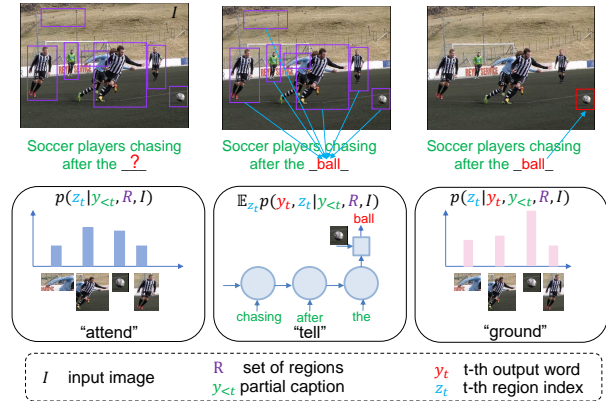 I
Soccer players chasing
after the _?_
Soccer players chasing
after the _ball_
Soccer players chasing
after the _ball_
p(z_t|y_{<t}, R, I)
"attend"
𝔼_{z_t} p(y_t, z_t|y_{<t}, R, I)
ball
chasing
after
the
"tell"
p(z_t|y_t, y_{<t}, R, I)
"ground"
I input image
R set of regions
y_{<t} partial caption
y_t t-th output word
z_t t-th region index